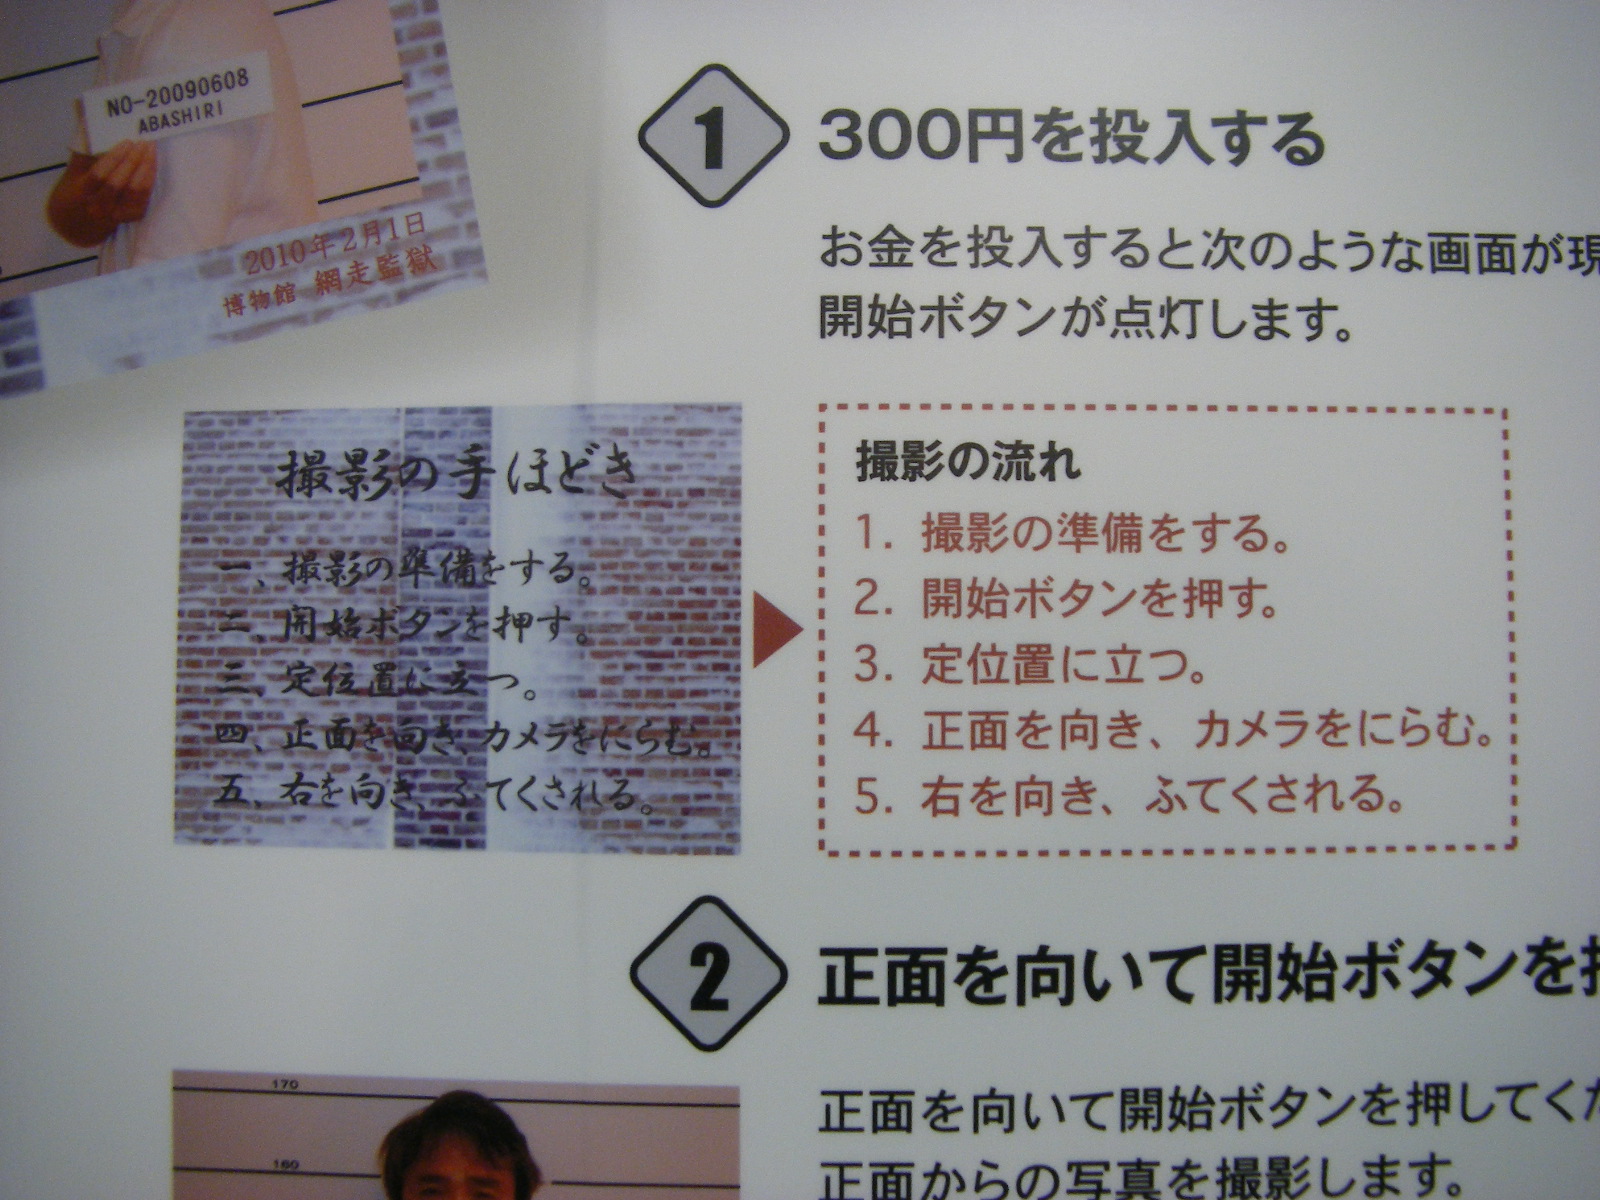 NO-20090608
ABASHIRI
2010年2月1日
博物館 網走監獄
1
300円を投入する
お金を投入すると次のような画面が現
開始ボタンが点灯します。
撮影の手ほどき
一、撮影の準備をする。
二、開始ボタンを押す。
三、定位置に立つ。
四、正面を向き、カメラをにらむ。
五、右を向き、ふてくされる。
撮影の流れ
1. 撮影の準備をする。
2. 開始ボタンを押す。
3. 定位置に立つ。
4. 正面を向き、カメラをにらむ。
5. 右を向き、ふてくされる。
2
正面を向いて開始ボタンを押
正面を向いて開始ボタンを押してくだ
正面からの写真を撮影します。
170
160